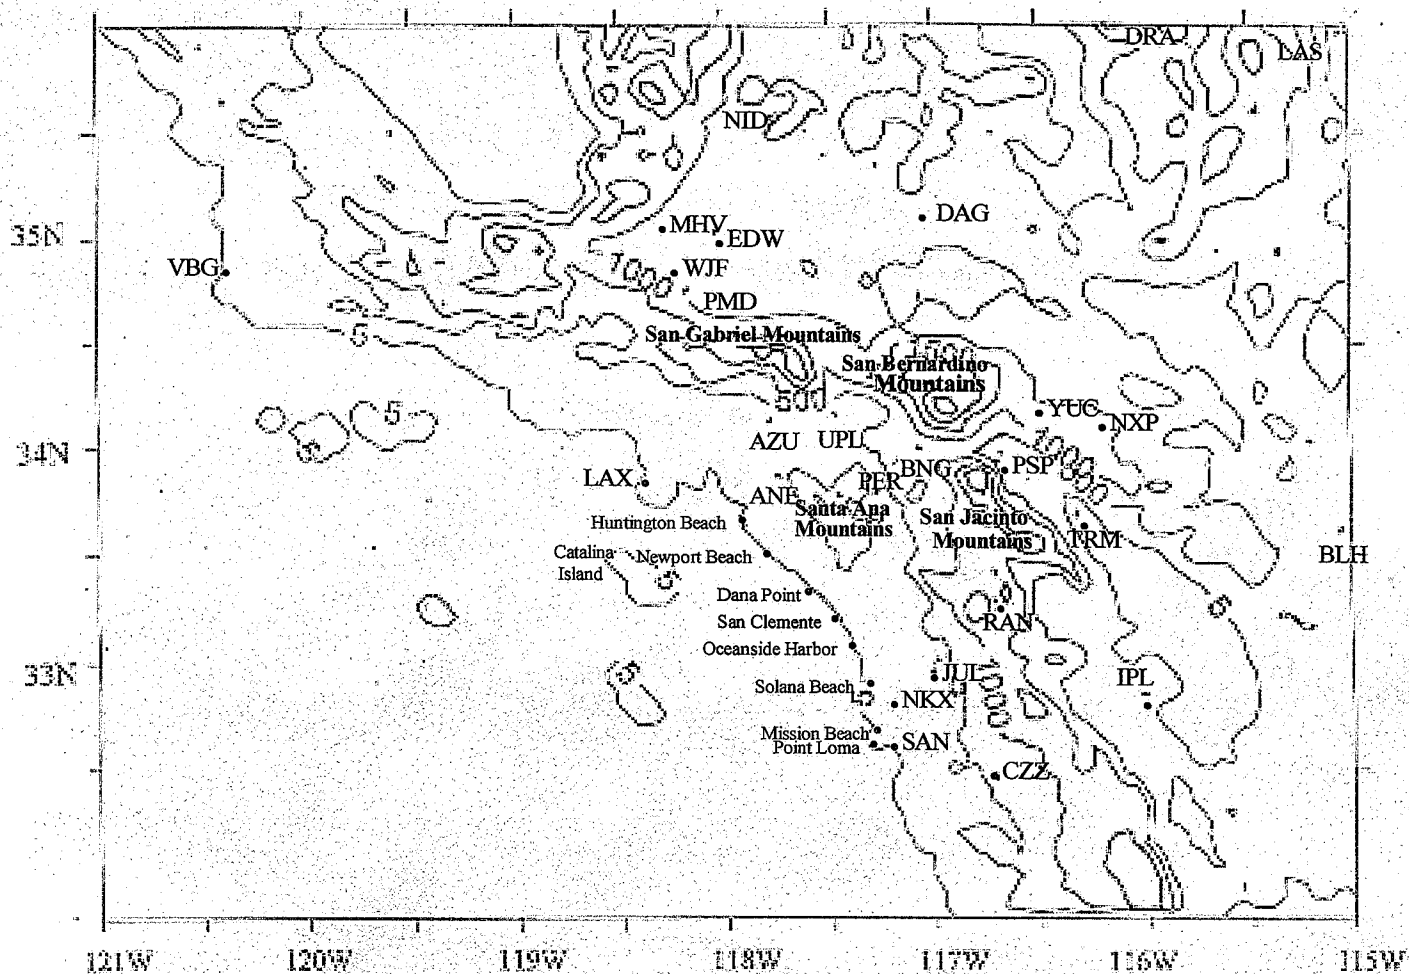 DRA
LAS
NID
DAG
MHV
EDW
35N
VBG
WJF
1000
PMD
San Gabriel Mountains
5
San Bernardino
Mountains
500
5
YUC
NXP
AZU
UPL
34N
BNG
PSP
LAX
PER
ANE
Santa Ana
Mountains
San Jacinto
Mountains
Huntington Beach
TRM
BLH
Catalina
Island
Newport Beach
Dana Point
San Clemente
RAN
Oceanside Harbor
33N
JUL
IPL
Solana Beach
NKX
1000
Mission Beach
Point Loma
SAN
CZZ
121W
120W
119W
118W
117W
116W
115W